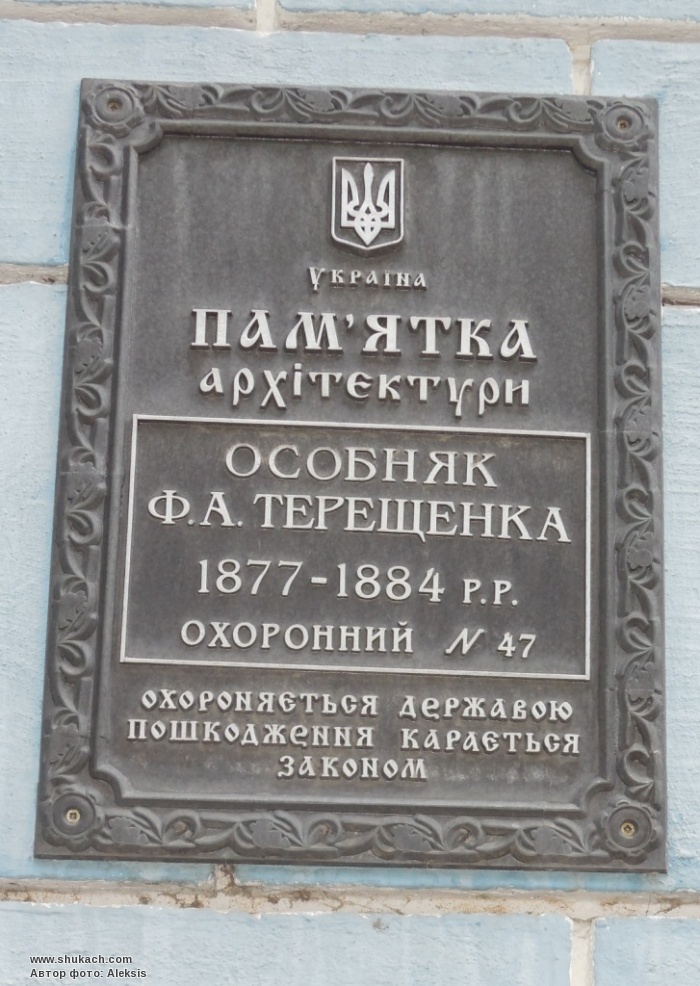 Україна
ПАМ'ЯТКА
архітектури
ОСОБНЯК
Ф.А. ТЕРЕЩЕНКА
1877-1884 Р.Р.
ОХОРОННИЙ N 47
охороняється державою
пошкодження карається
законом
www.shukach.com
Автор фото: Aleksis